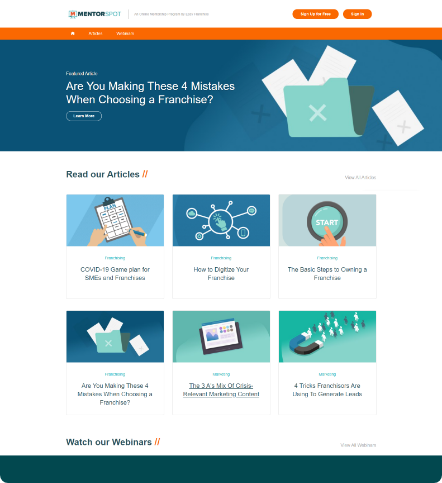 MENTORSPOT
Sign Up for Free
Sign In
Articles
Webinars
Featured Article
Are You Making These 4 Mistakes
When Choosing a Franchise?
Learn More
Read our Articles //
View All Articles
GAME PLAN
START
Franchising
Franchising
Franchising
COVID-19 Game plan for
SMEs and Franchises
How to Digitize Your
Franchise
The Basic Steps to Owning a
Franchise
Franchising
Marketing
Marketing
Are You Making These 4
Mistakes When Choosing a
Franchise?
The 3 A's Mix Of Crisis-
Relevant Marketing Content
4 Tricks Franchisors Are
Using To Generate Leads
Watch our Webinars //
View All Webinars